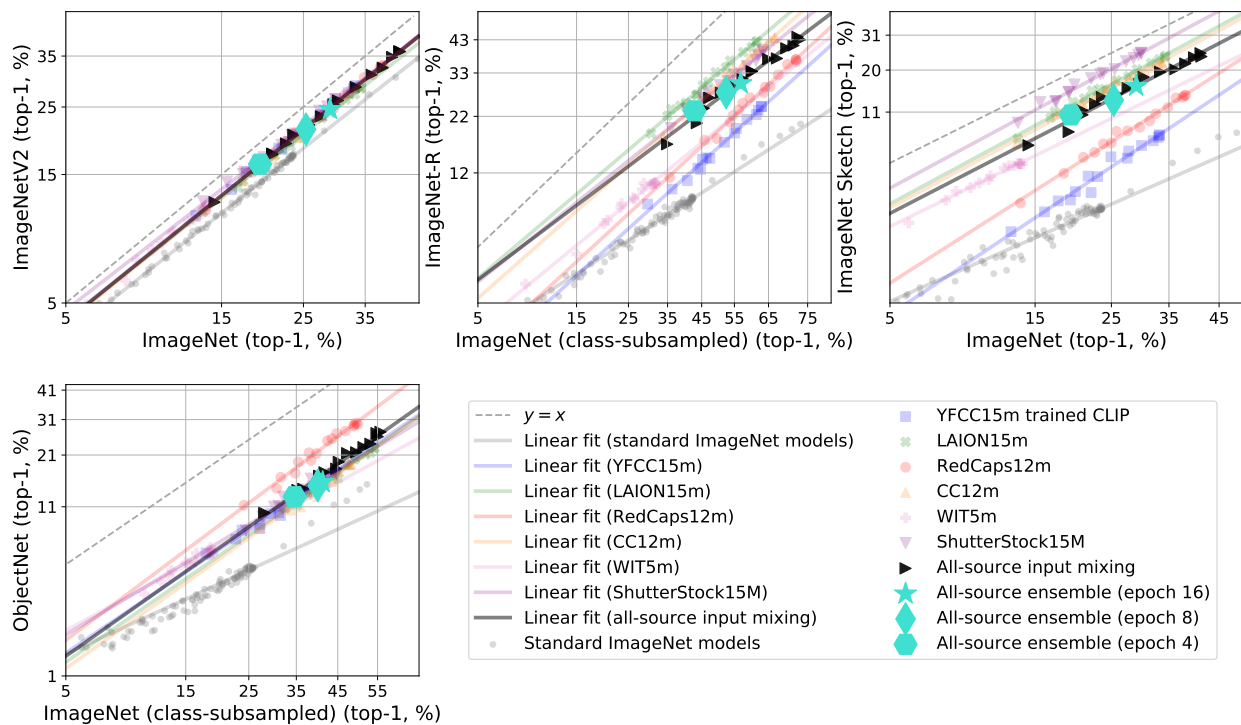 ImageNetV2 (top-1, %)
35
25
15
5
5
15
25
35
ImageNet (top-1, %)
ImageNet-R (top-1, %)
43
33
22
12
5
15
25
35
45
55
65
75
ImageNet (class-subsampled) (top-1, %)
ImageNet Sketch (top-1, %)
31
20
11
15
25
35
45
ImageNet (top-1, %)
ObjectNet (top-1, %)
41
31
21
11
1
5
15
25
35
45
55
ImageNet (class-subsampled) (top-1, %)
y = x
Linear fit (standard ImageNet models)
Linear fit (YFCC15m)
Linear fit (LAION15m)
Linear fit (RedCaps12m)
Linear fit (CC12m)
Linear fit (WIT5m)
Linear fit (ShutterStock15M)
Linear fit (all-source input mixing)
Standard ImageNet models
YFCC15m trained CLIP
LAION15m
RedCaps12m
CC12m
WIT5m
ShutterStock15M
All-source input mixing
All-source ensemble (epoch 16)
All-source ensemble (epoch 8)
All-source ensemble (epoch 4)